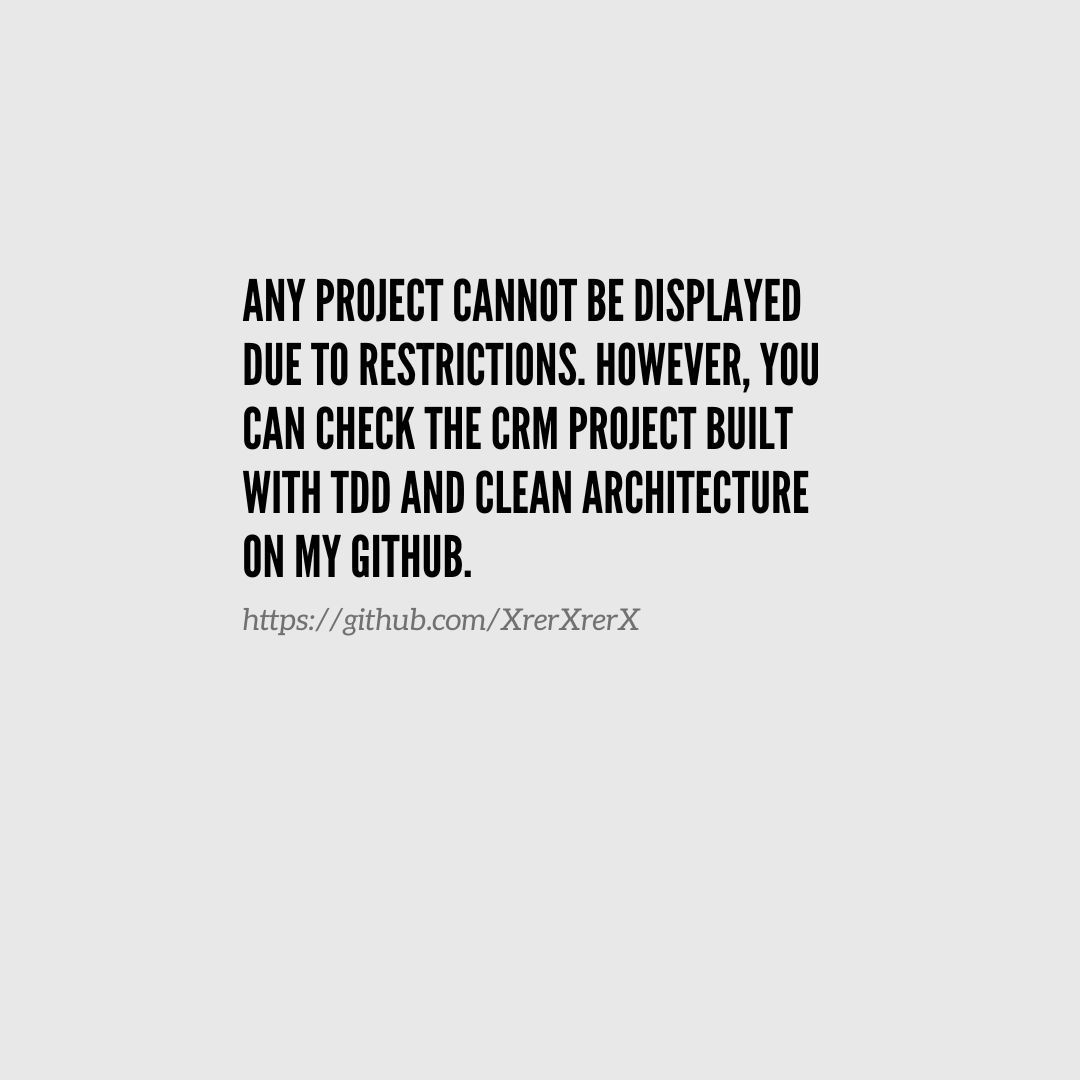 ANY PROJECT CANNOT BE DISPLAYED
DUE TO RESTRICTIONS. HOWEVER, YOU
CAN CHECK THE CRM PROJECT BUILT
WITH TDD AND CLEAN ARCHITECTURE
ON MY GITHUB.
https://github.com/XrerXrerX